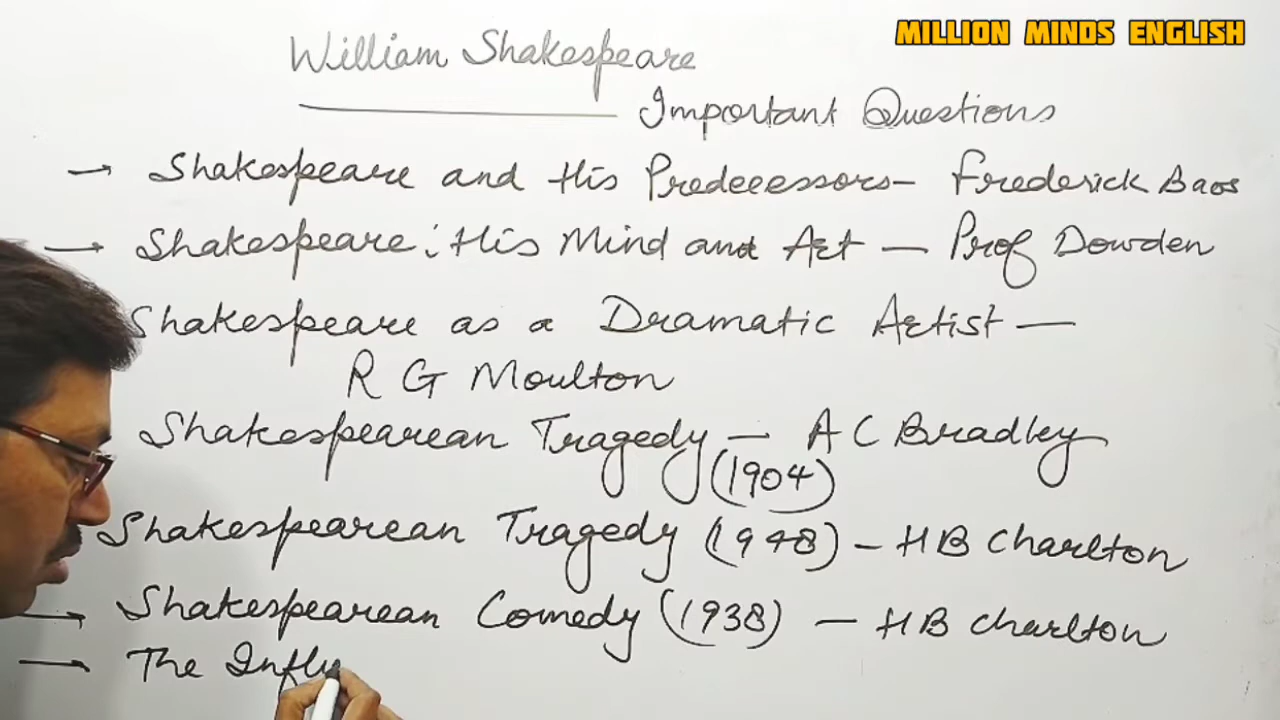 MILLION MINDS ENGLISH
William Shakespeare
Important Questions
→ Shakespeare and His Predecessors - Frederick Baos
→ Shakespeare: His Mind and Art - Prof Dowden
Shakespeare as a Dramatic Artist -
R G Moulton
Shakespearean Tragedy - A C Bradley
(1904)
Shakespearean Tragedy (1948) - HB Charlton
→ Shakespearean Comedy (1938) - HB Charlton
→ The Influ